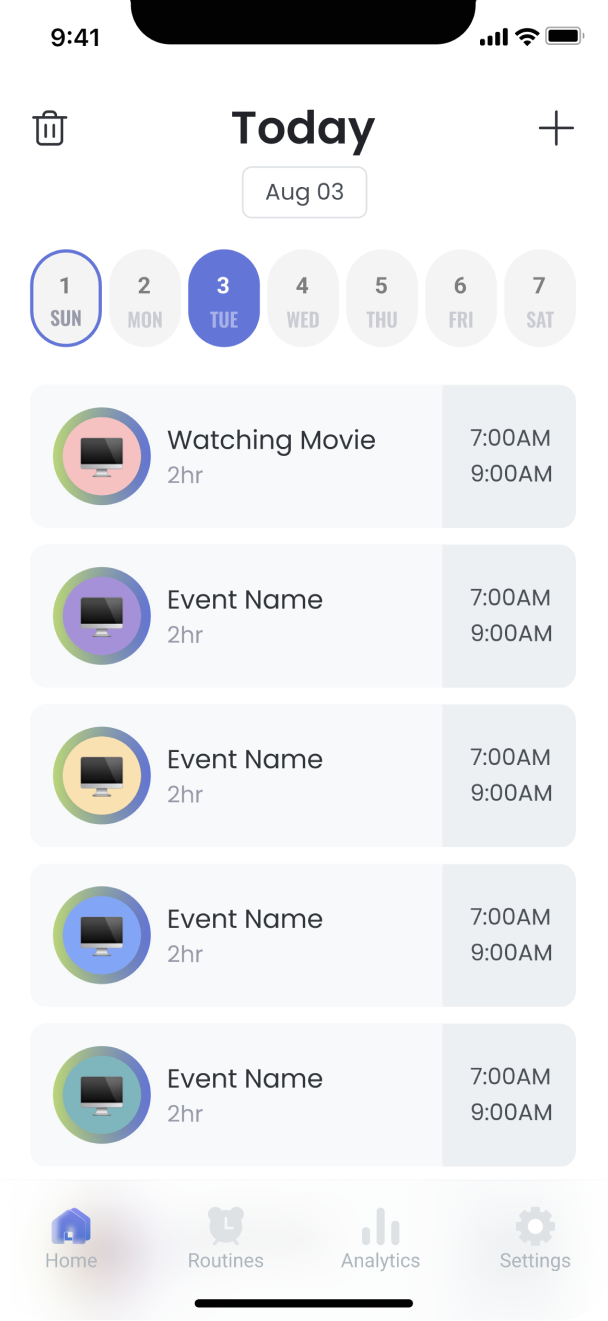 9:41
Today
Aug 03
1 2 3 4 5 6 7
SUN MON TUE WED THU FRI SAT
Watching Movie
2hr
7:00AM
9:00AM
Event Name
2hr
7:00AM
9:00AM
Event Name
2hr
7:00AM
9:00AM
Event Name
2hr
7:00AM
9:00AM
Event Name
2hr
7:00AM
9:00AM
Home Routines Analytics Settings